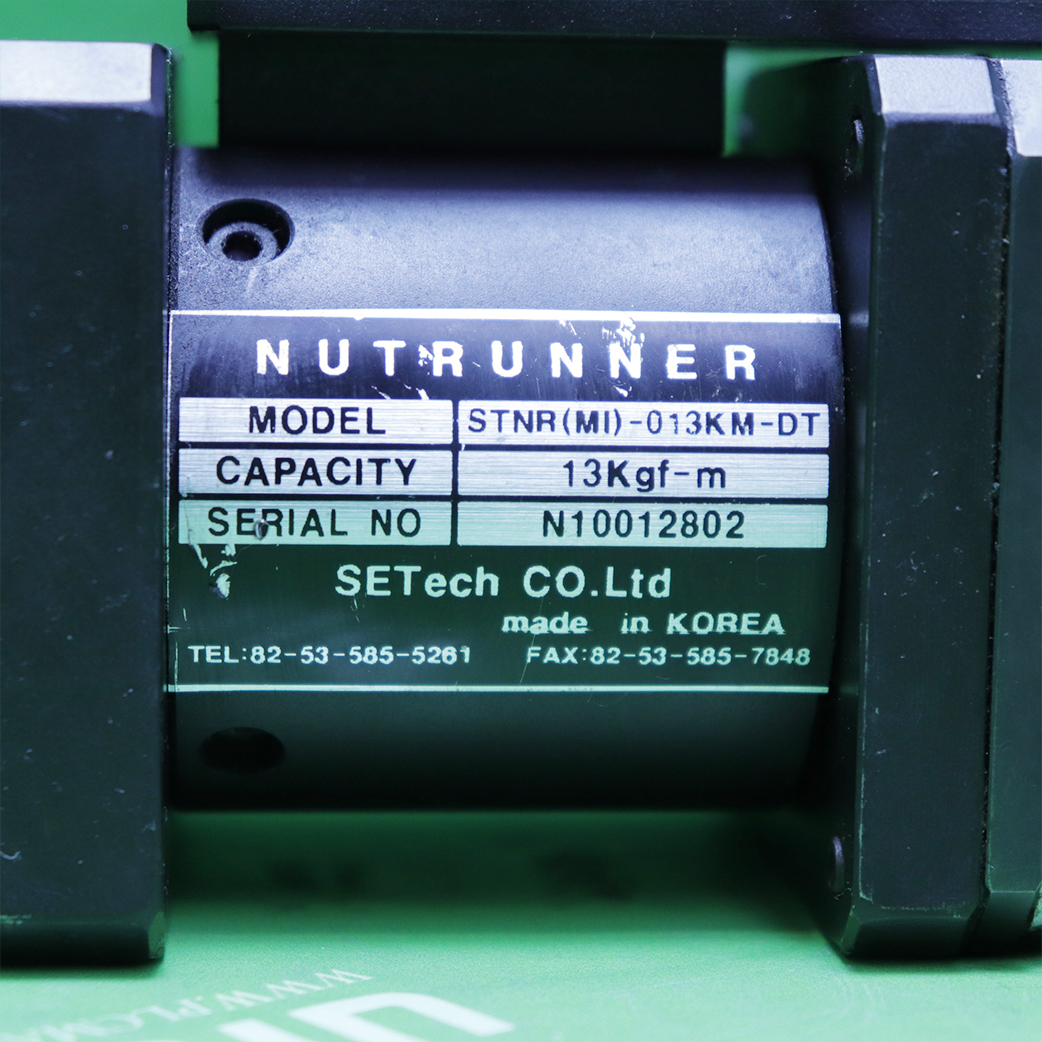 NUTRUNNER
MODEL STNR(MI)-013KM-DT
CAPACITY 13Kgf-m
SERIAL NO N10012802
SETech CO.Ltd
made in KOREA
TEL:82-53-585-5261 FAX:82-53-585-7848